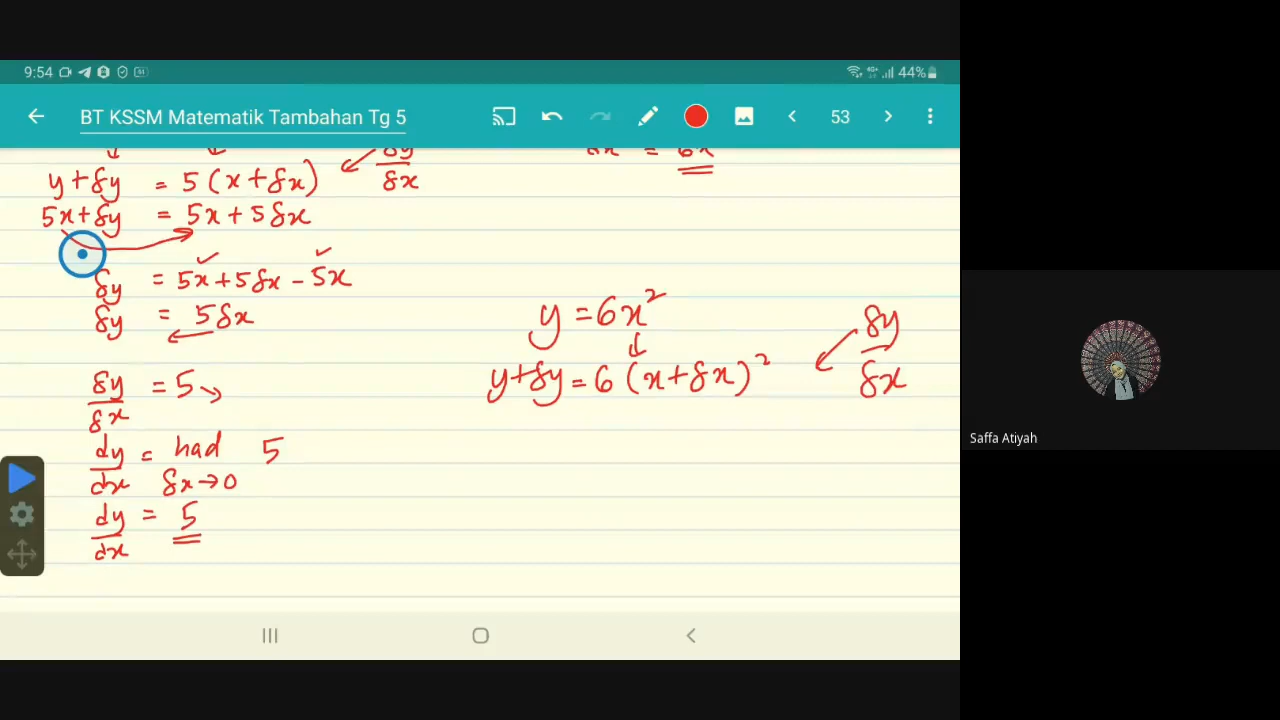 9:54 44%
BT KSSM Matematik Tambahan Tg 5 53
y + δy = 5 (x + δx) δy/δx
5x + δy = 5x + 5δx
δy = 5x + 5δx − 5x
δy = 5δx
δy/δx = 5
dy/dx = had 5
δx → 0
dy/dx = 5
= 6x
y = 6x²
y + δy = 6 (x + δx)² δy/δx
Saffa Atiyah